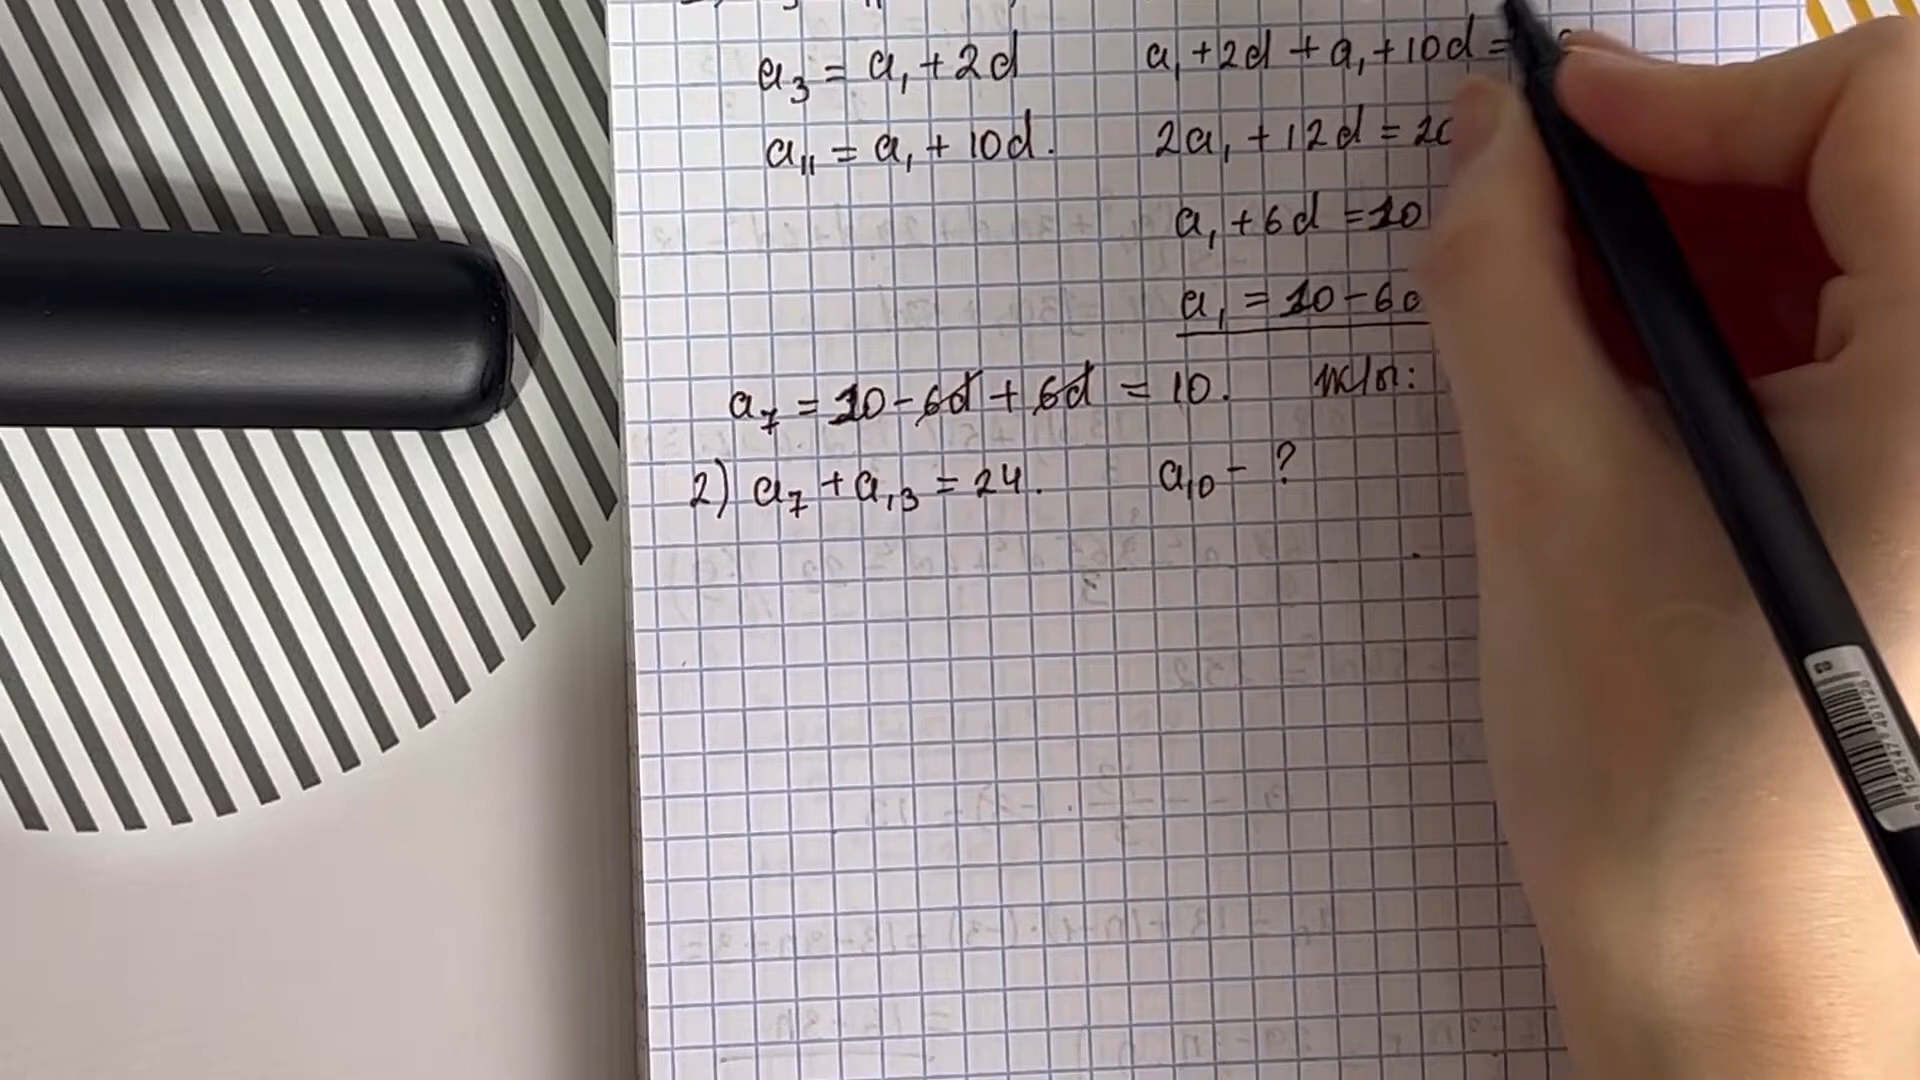 a₃ = a₁ + 2d
a₁ + 2d + a₁ + 10d =
a₁₁ = a₁ + 10d.
2a₁ + 12d = 20
a₁ + 6d = 10
a₁ = 10 - 6d
a₇ = 10 - 6d + 6d = 10.
2) a₇ + a₁₃ = 24. a₁₀ - ?